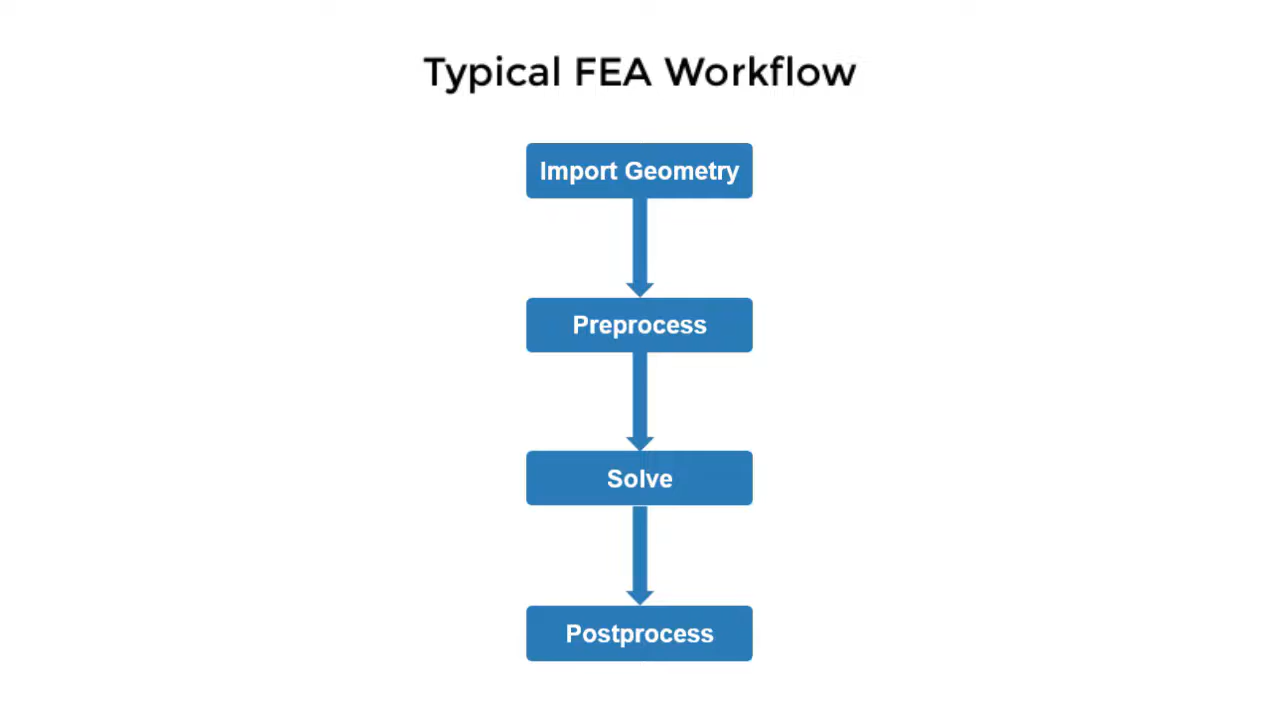 Typical FEA Workflow
Import Geometry
Preprocess
Solve
Postprocess